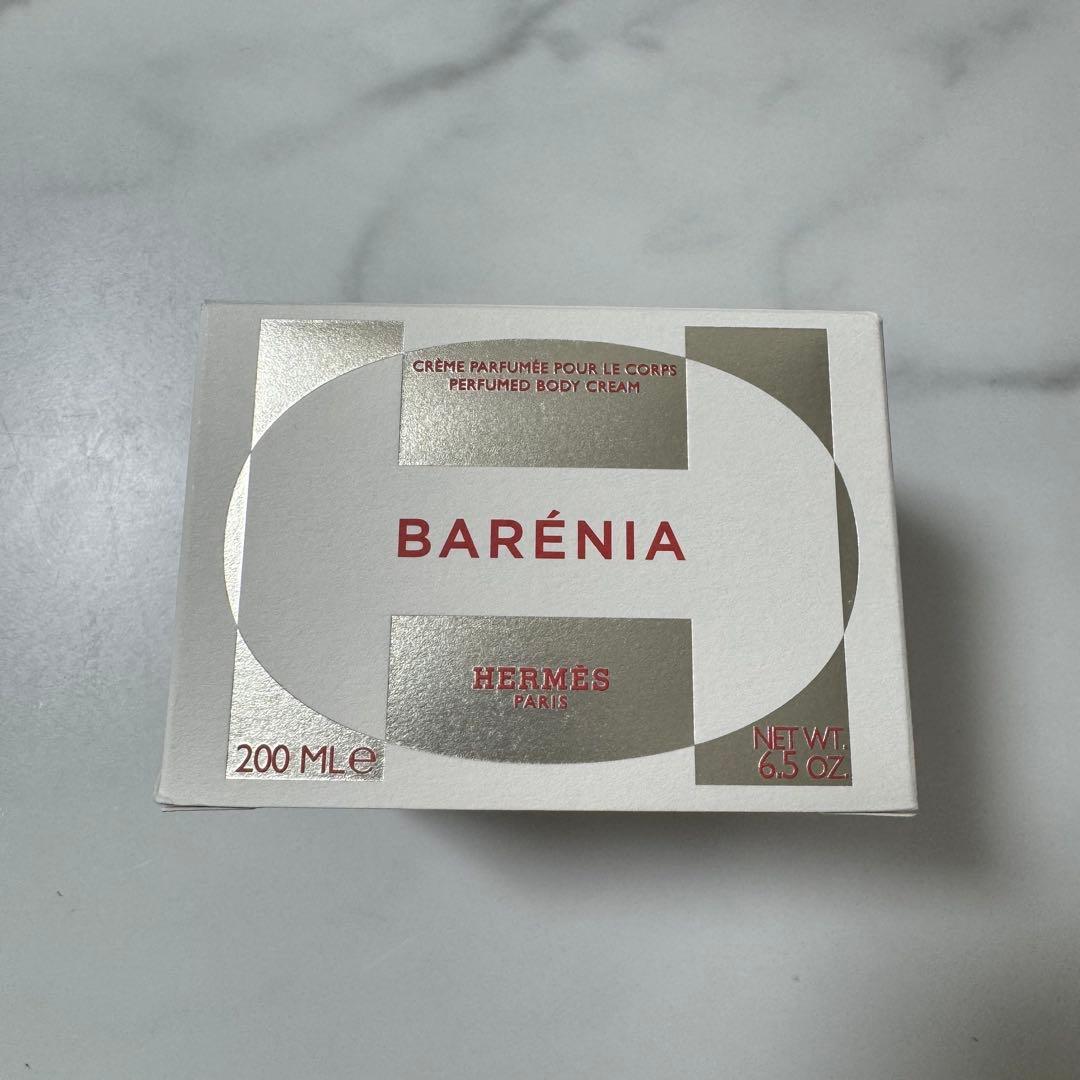 CRÈME PARFUMÉE POUR LE CORPS
PERFUMED BODY CREAM
BARÉNIA
HERMÈS
PARIS
200 ML ℮
NET WT.
6.5 OZ.